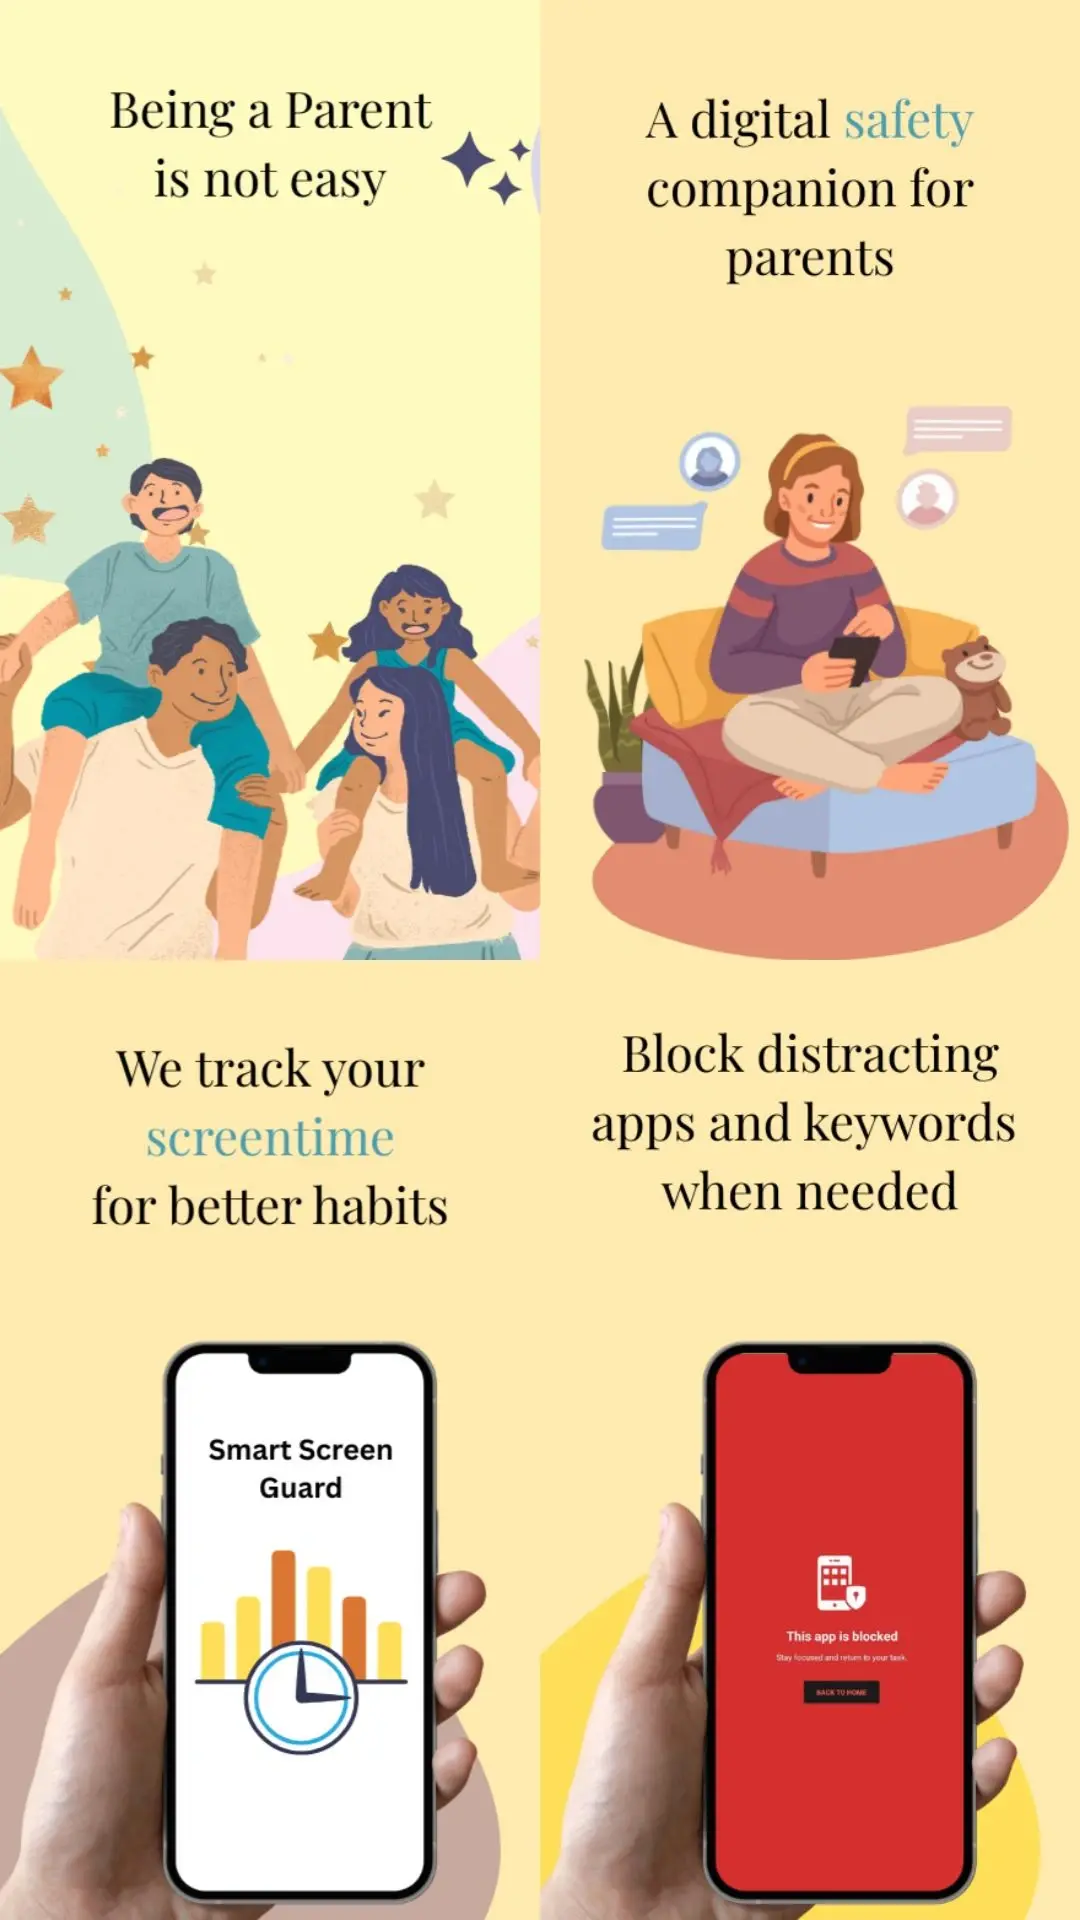 Being a Parent
is not easy
A digital safety
companion for
parents
We track your
screentime
for better habits
Smart Screen
Guard
Block distracting
apps and keywords
when needed
This app is blocked
Stay focused and return to your task.
BACK TO HOME